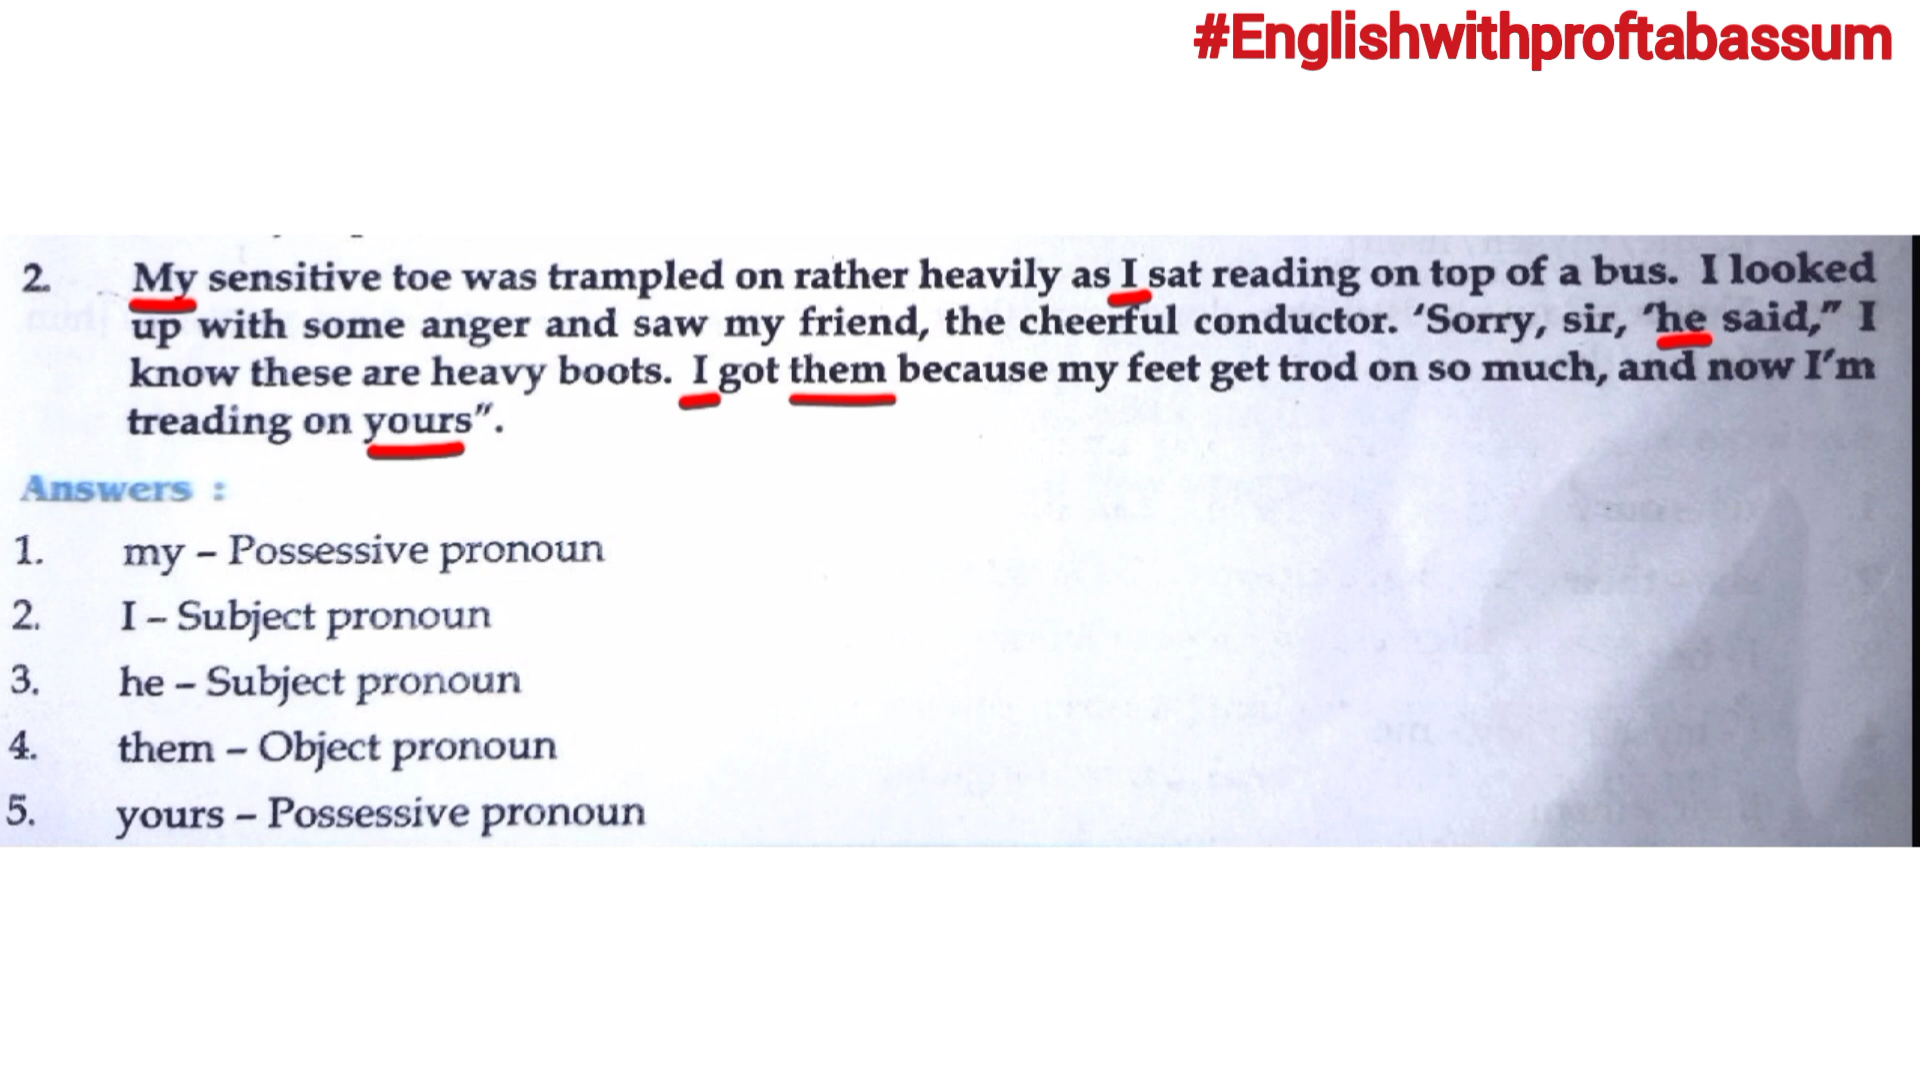 #Englishwithproftabassum
2. My sensitive toe was trampled on rather heavily as I sat reading on top of a bus. I looked
up with some anger and saw my friend, the cheerful conductor. ‘Sorry, sir, ‘he said,” I
know these are heavy boots. I got them because my feet get trod on so much, and now I’m
treading on yours”.
Answers :
1. my – Possessive pronoun
2. I – Subject pronoun
3. he – Subject pronoun
4. them – Object pronoun
5. yours – Possessive pronoun